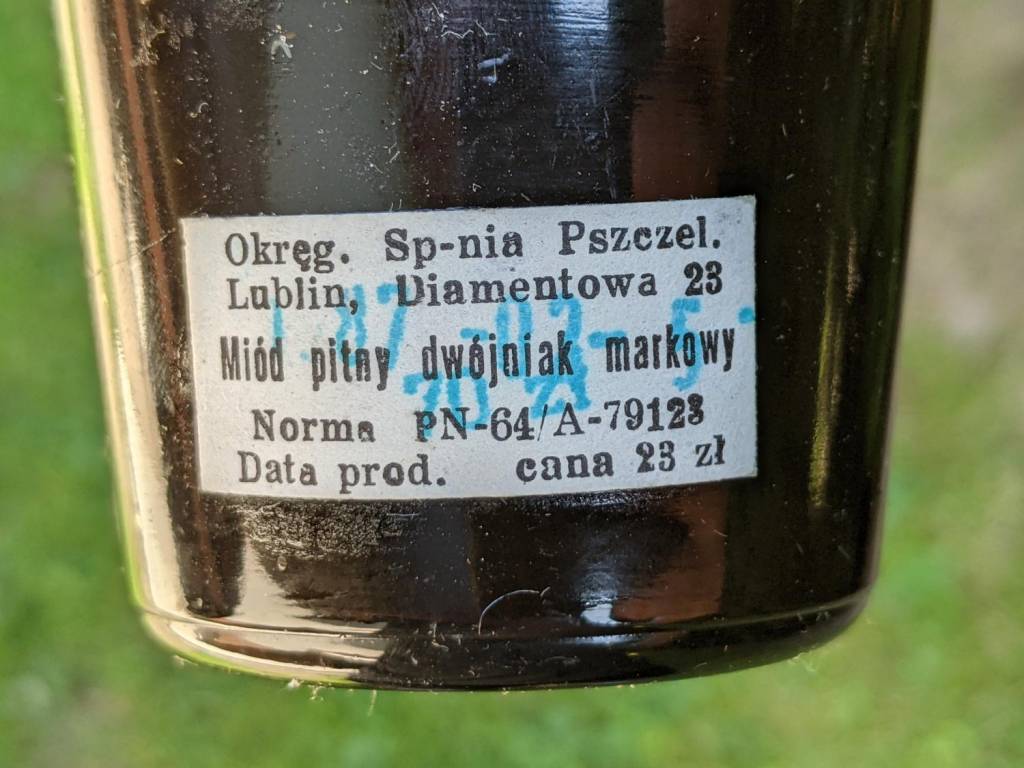 Okręg. Sp-nia Pszczel.
Lublin, Diamentowa 23
Miód pitny dwójniak markowy
Norma PN-64/A-79123
Data prod. cana 23 zł